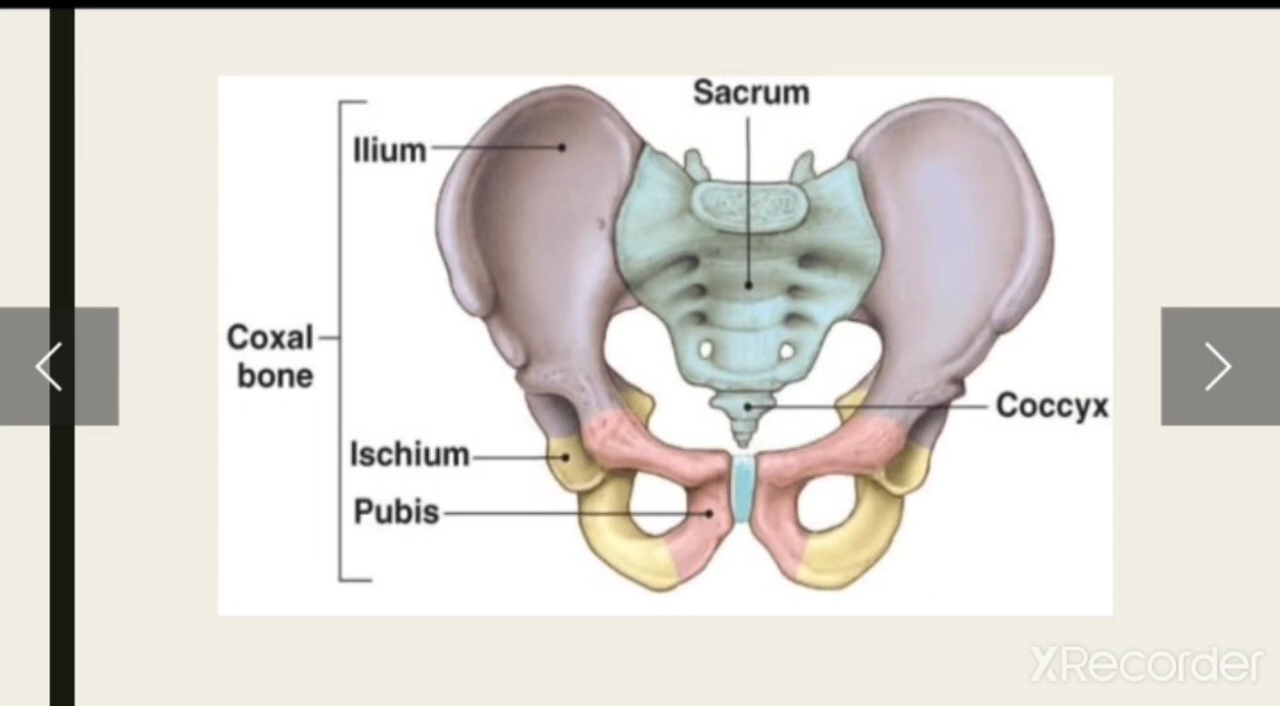 Sacrum
Ilium
Coxal
bone
Coccyx
Ischium
Pubis
XRecorder